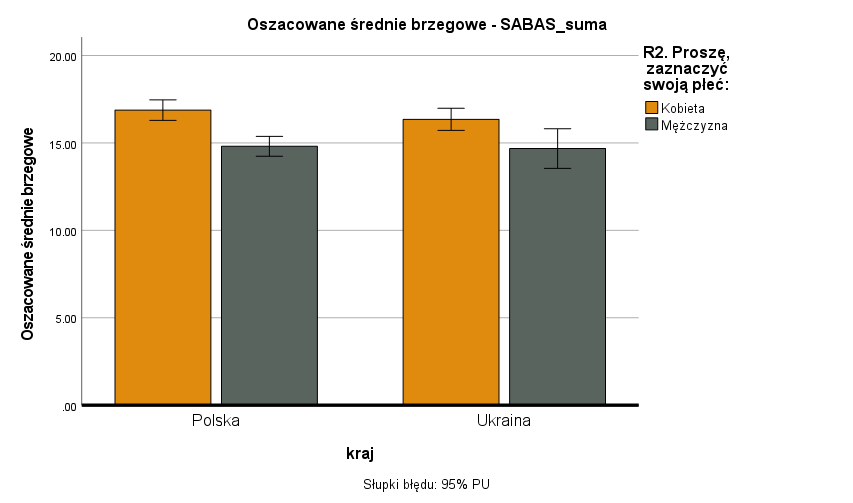 Oszacowane średnie brzegowe - SABAS_suma
20.00
15.00
10.00
5.00
.00
Oszacowane średnie brzegowe
Polska
Ukraina
kraj
R2. Proszę,
zaznaczyć
swoją płeć:
Kobieta
Mężczyzna
Słupki błędu: 95% PU